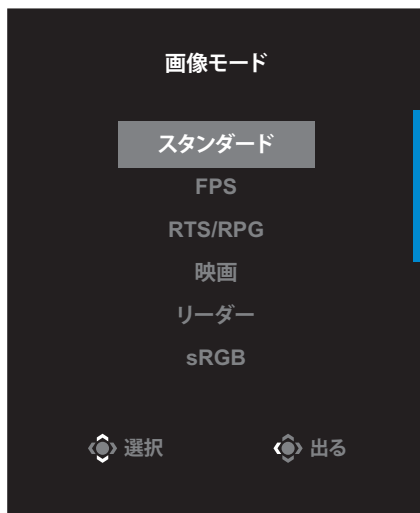 画像モード
スタンダード
FPS
RTS/RPG
映画
リーダー
sRGB
選択 出る